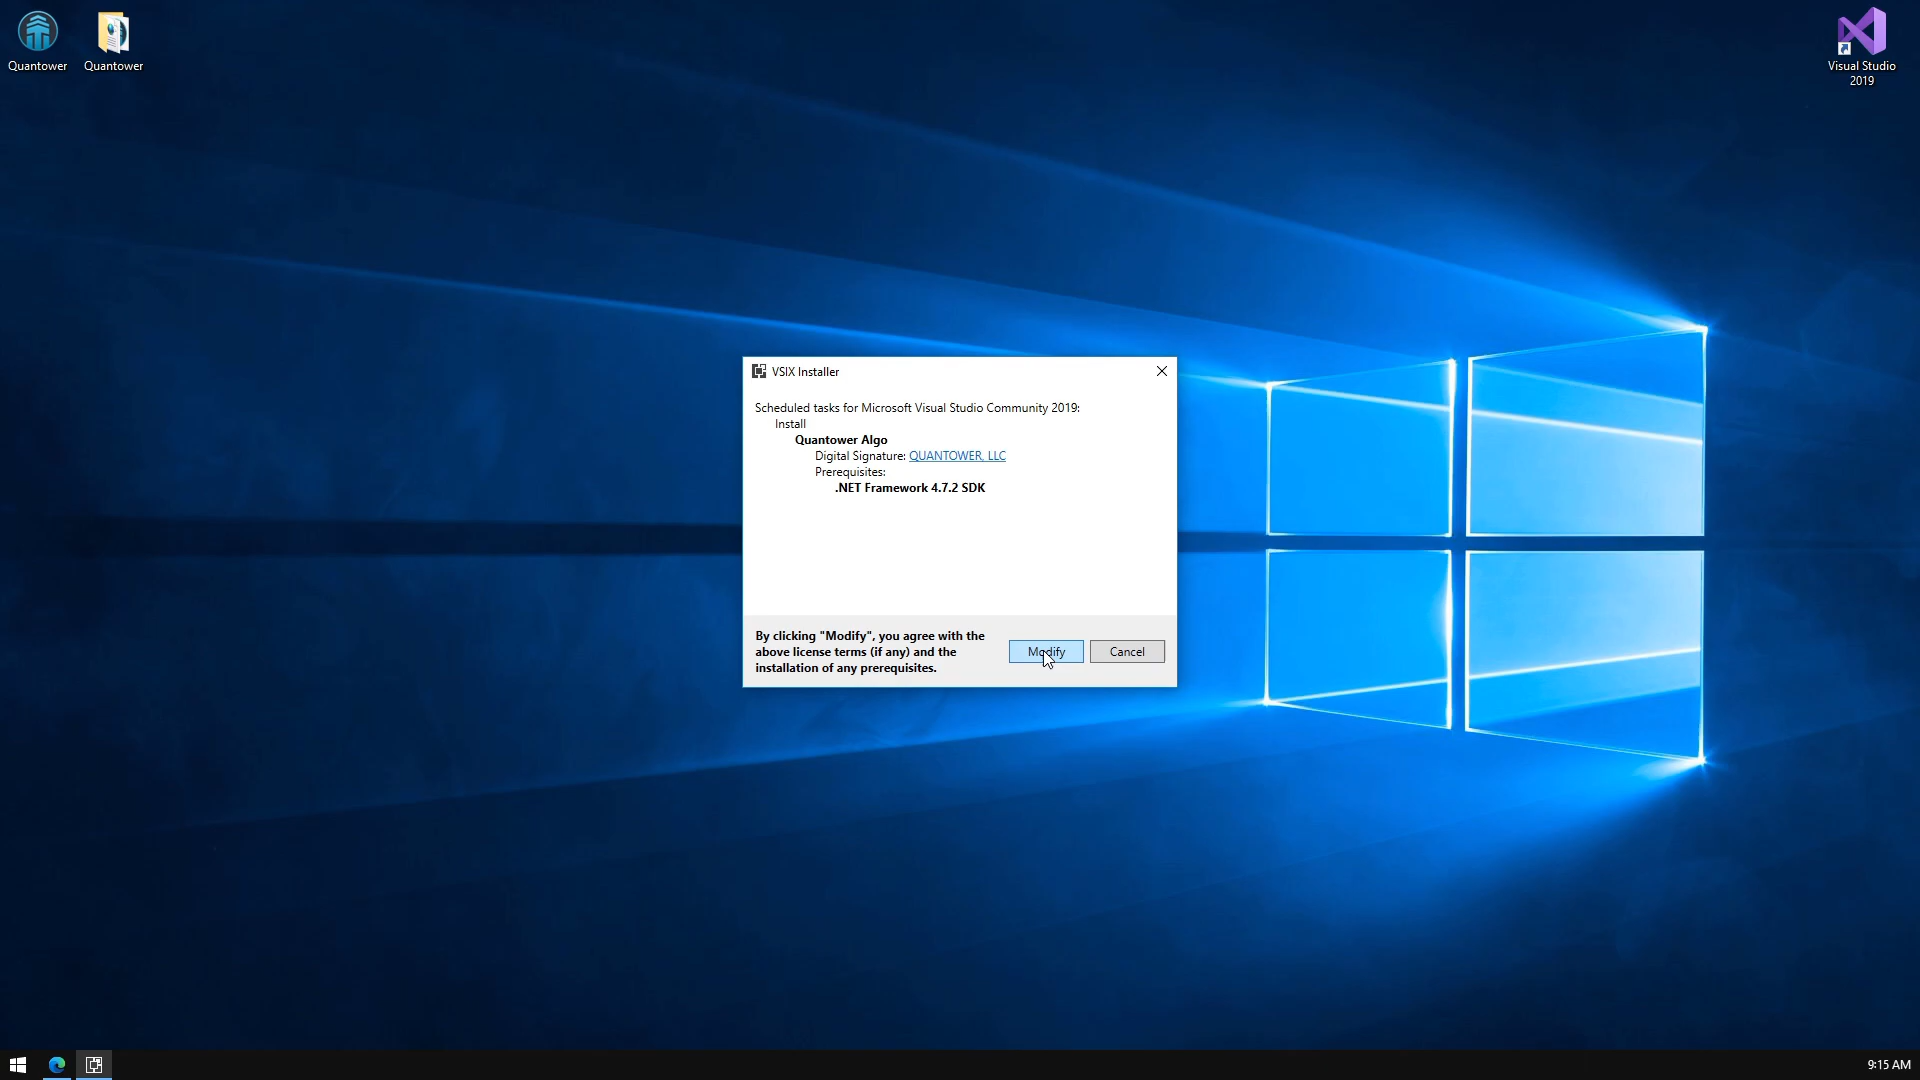 Quantower
Quantower
Visual Studio
2019
VSIX Installer
Scheduled tasks for Microsoft Visual Studio Community 2019:
Install
Quantower Algo
Digital Signature: QUANTOWER, LLC
Prerequisites:
.NET Framework 4.7.2 SDK
By clicking "Modify", you agree with the
above license terms (if any) and the
installation of any prerequisites.
Modify
Cancel
9:15 AM